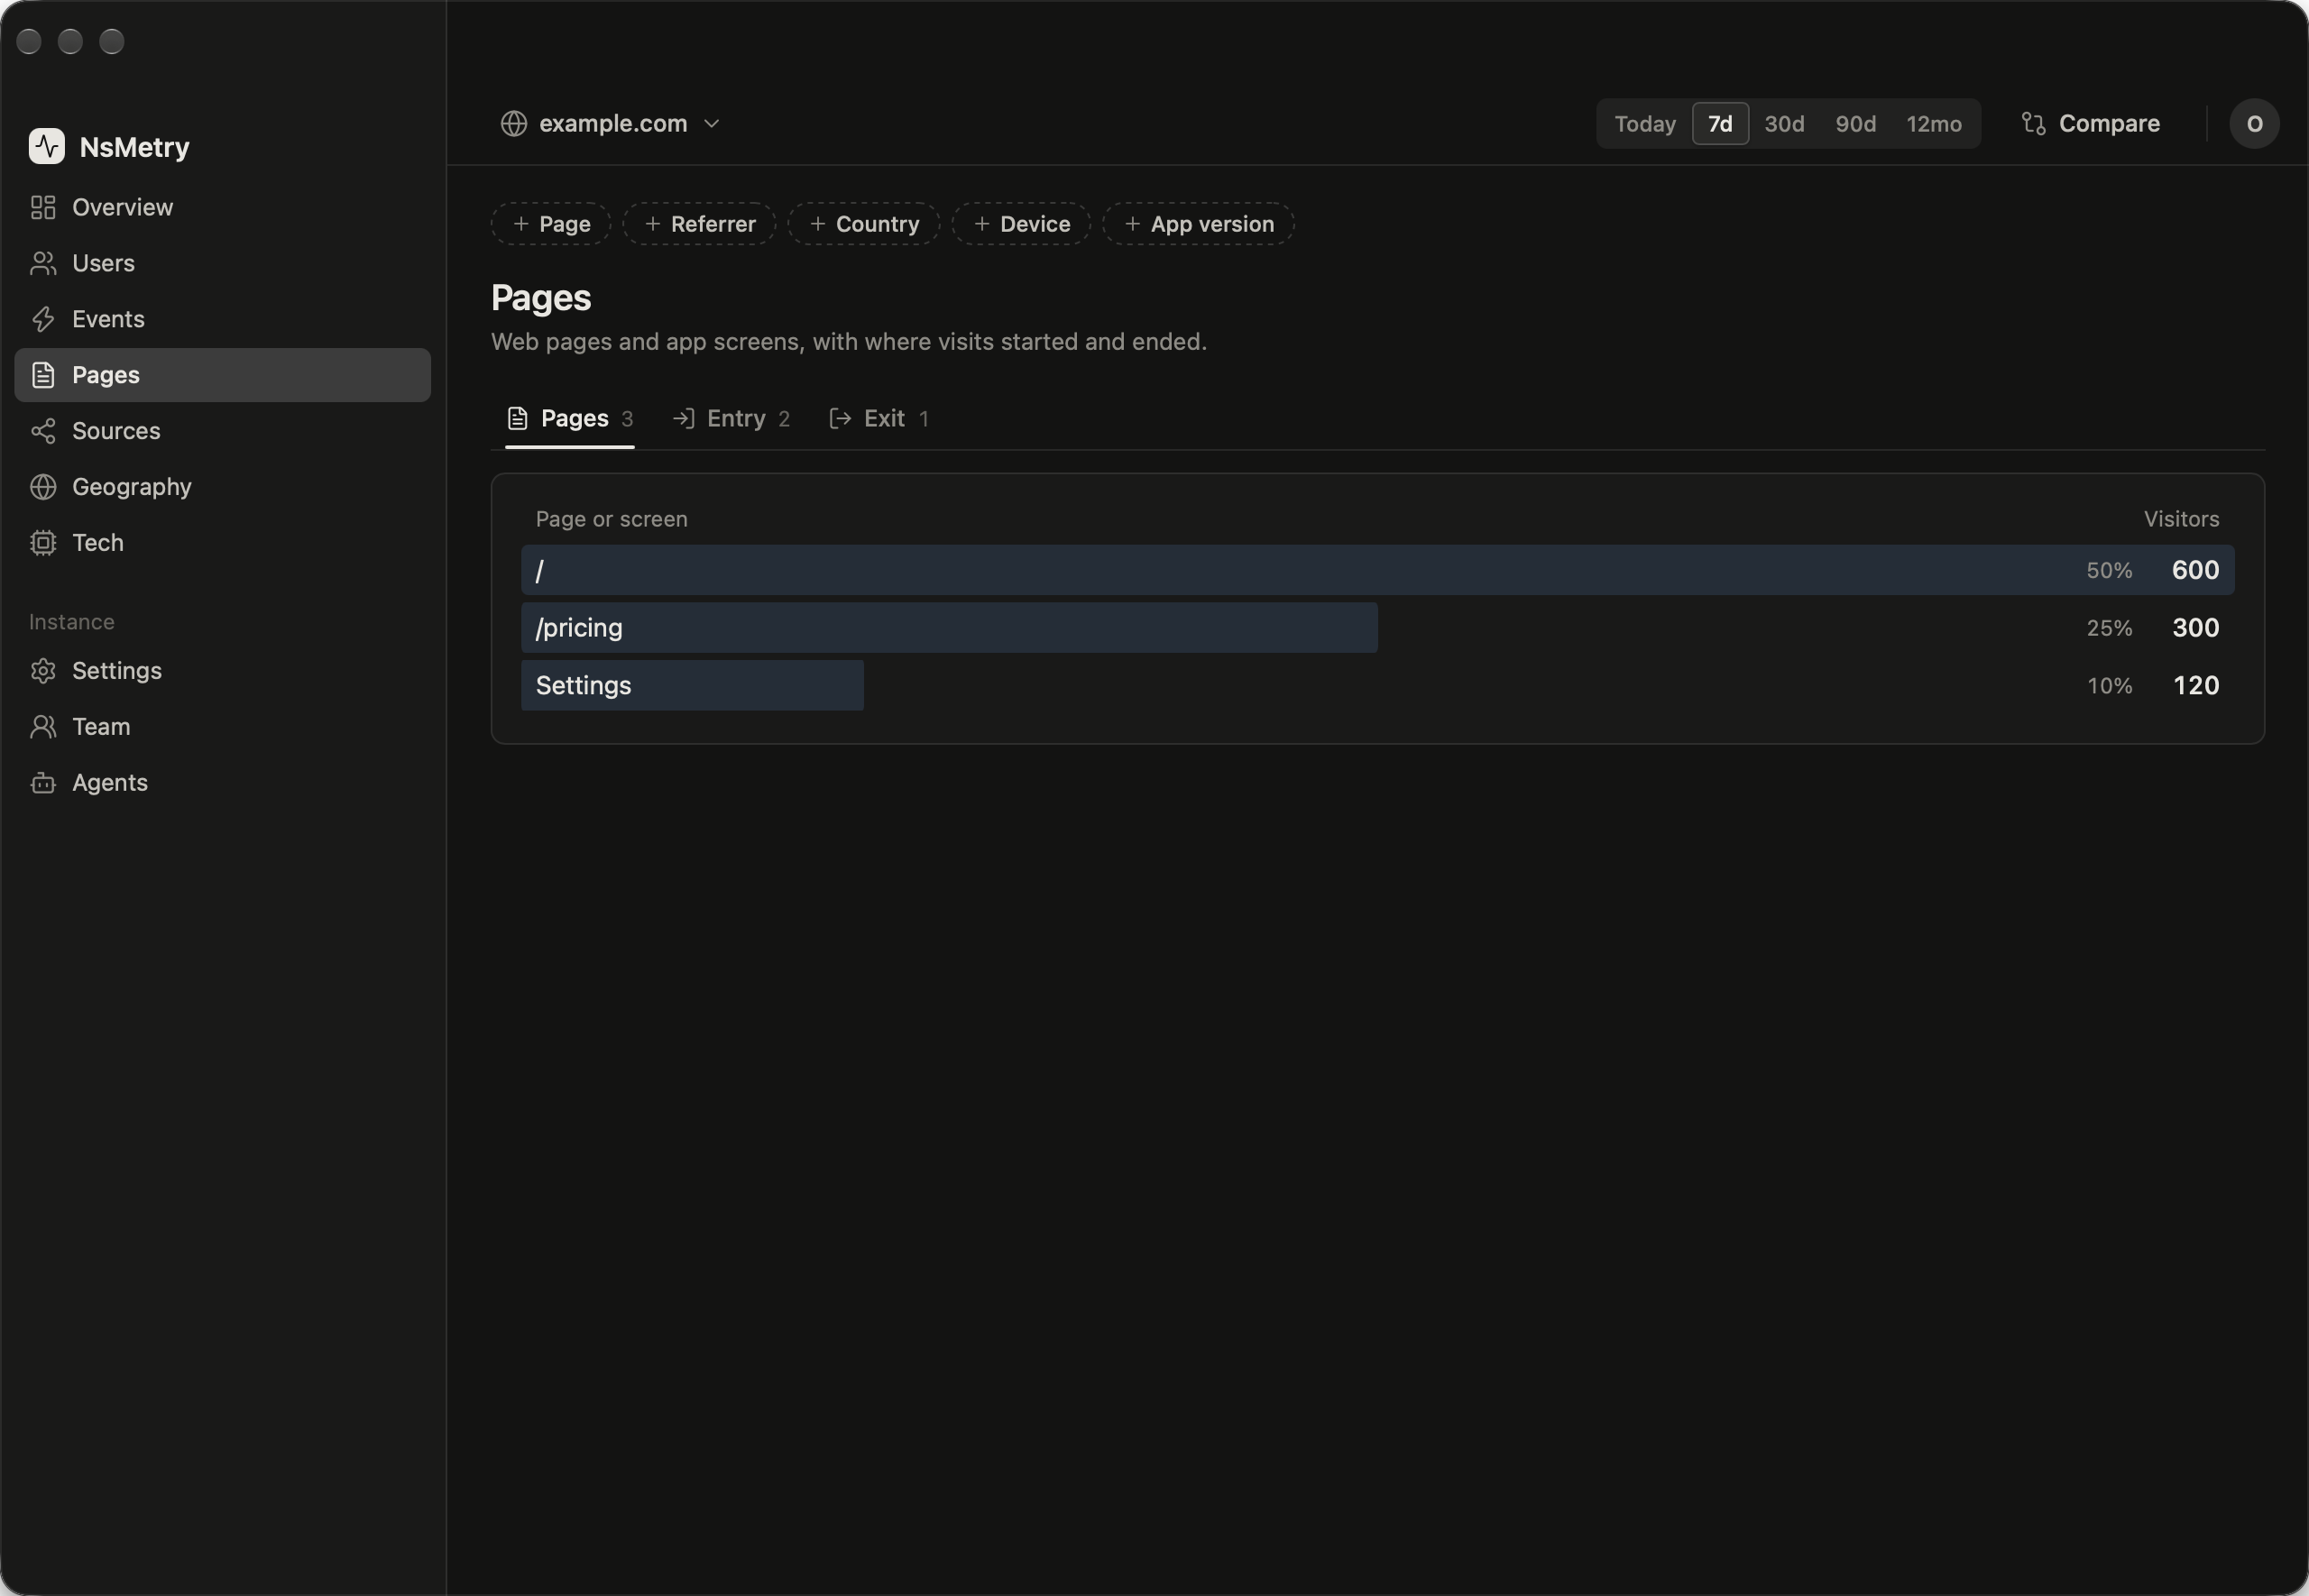 NsMetry
Overview
Users
Events
Pages
Sources
Geography
Tech
Instance
Settings
Team
Agents
example.com
Today 7d 30d 90d 12mo
Compare
O
Page Referrer Country Device App version
Pages
Web pages and app screens, with where visits started and ended.
Pages 3 Entry 2 Exit 1
Page or screen Visitors
/ 50% 600
/pricing 25% 300
Settings 10% 120